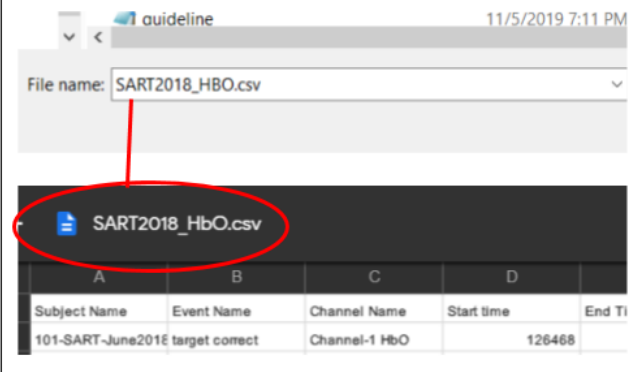 guideline 11/5/2019 7:11 PM
File name: SART2018_HBO.csv
SART2018_HbO.csv
A B C D
Subject Name Event Name Channel Name Start time End Ti
101-SART-June2018 target correct Channel-1 HbO 126468